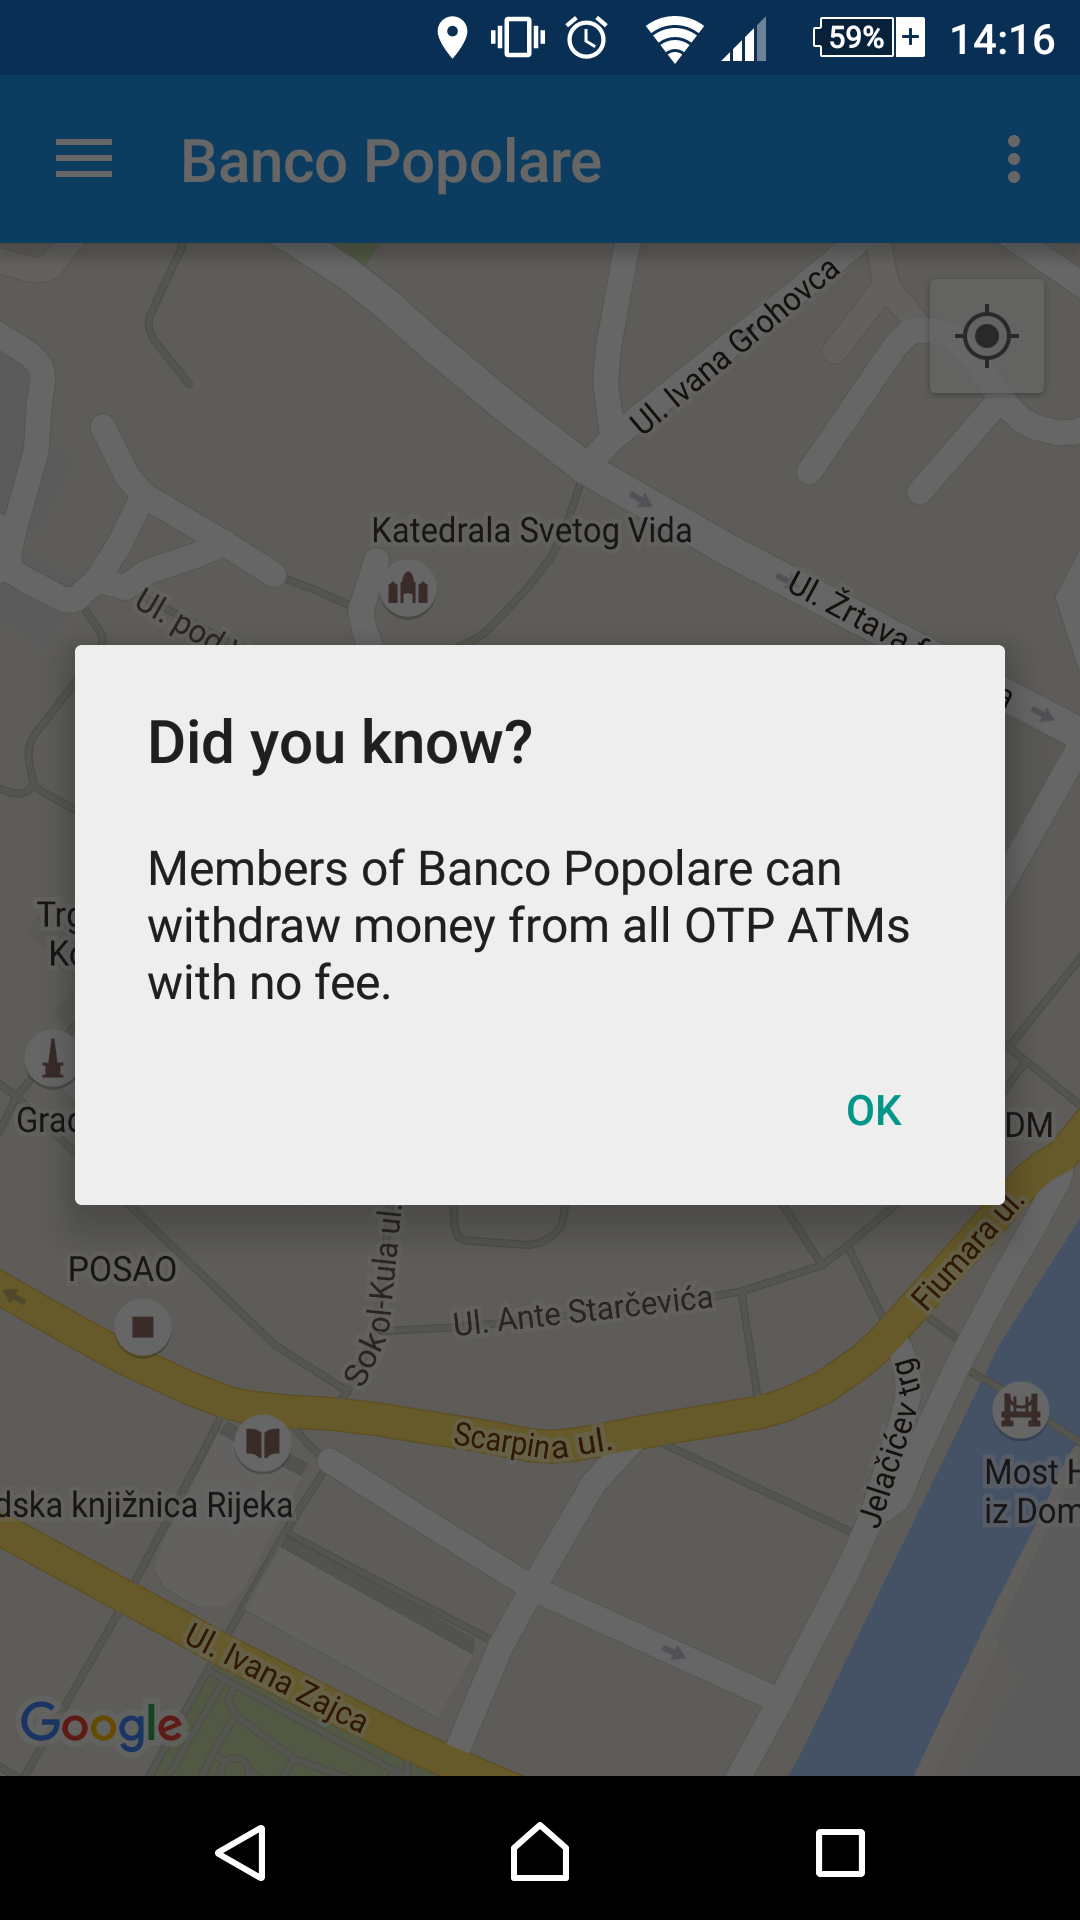 59%
14:16
Banco Popolare
Ul. Ivana Grohovca
Katedrala Svetog Vida
Ul. Žrtava f
a
Ul. pod
Did you know?
Members of Banco Popolare can
withdraw money from all OTP ATMs
with no fee.
OK
Trg
Ko
Grad
DM
POSAO
Sokol-Kula ul.
Ul. Ante Starčevića
Fiumara ul.
Scarpina ul.
Jelačićev trg
Most H
iz Dom
dska knjižnica Rijeka
Ul. Ivana Zajca
Google